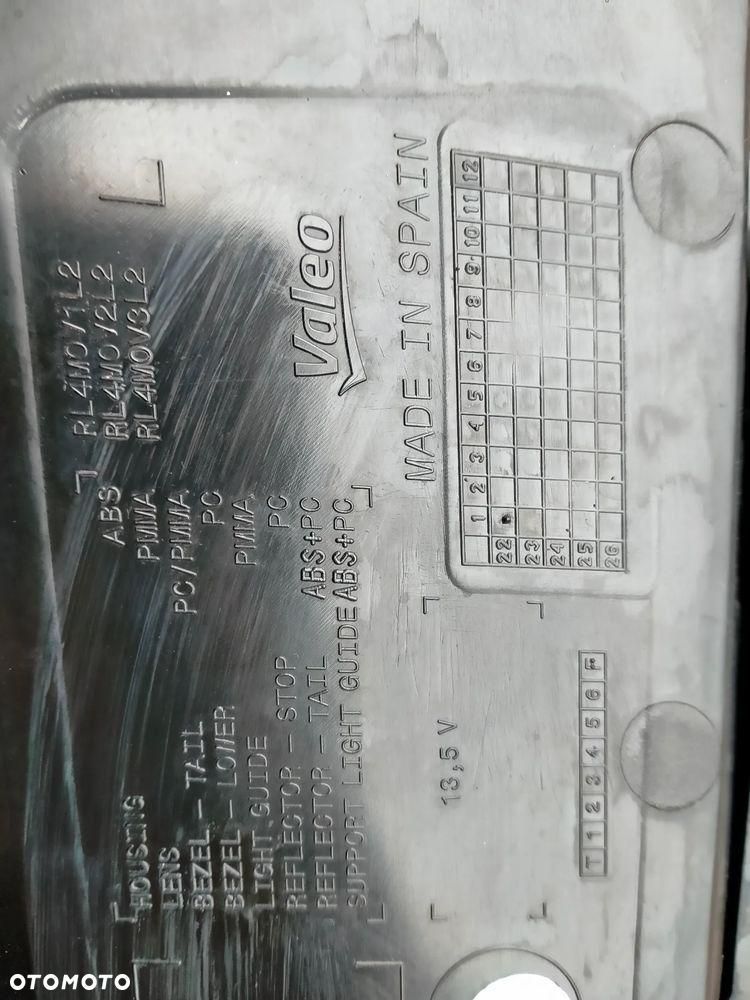 RL4MOV1L2
RL4MOV2L2
RL4MOV3L2
HOUSING ABS
LENS PMMA
BEZEL - TAIL PC/PMMA
BEZEL - LOWER PC
LIGHT GUIDE PMMA
REFLECTOR - STOP PC
REFLECTOR - TAIL ABS+PC
SUPPORT LIGHT GUIDE ABS+PC
Valeo
MADE IN SPAIN
13,5 V
1 2 3 4 5 6 7 8 9 10 11 12
22
23
24
25
26
T 1 2 3 4 5 6 F
OTOMOTO